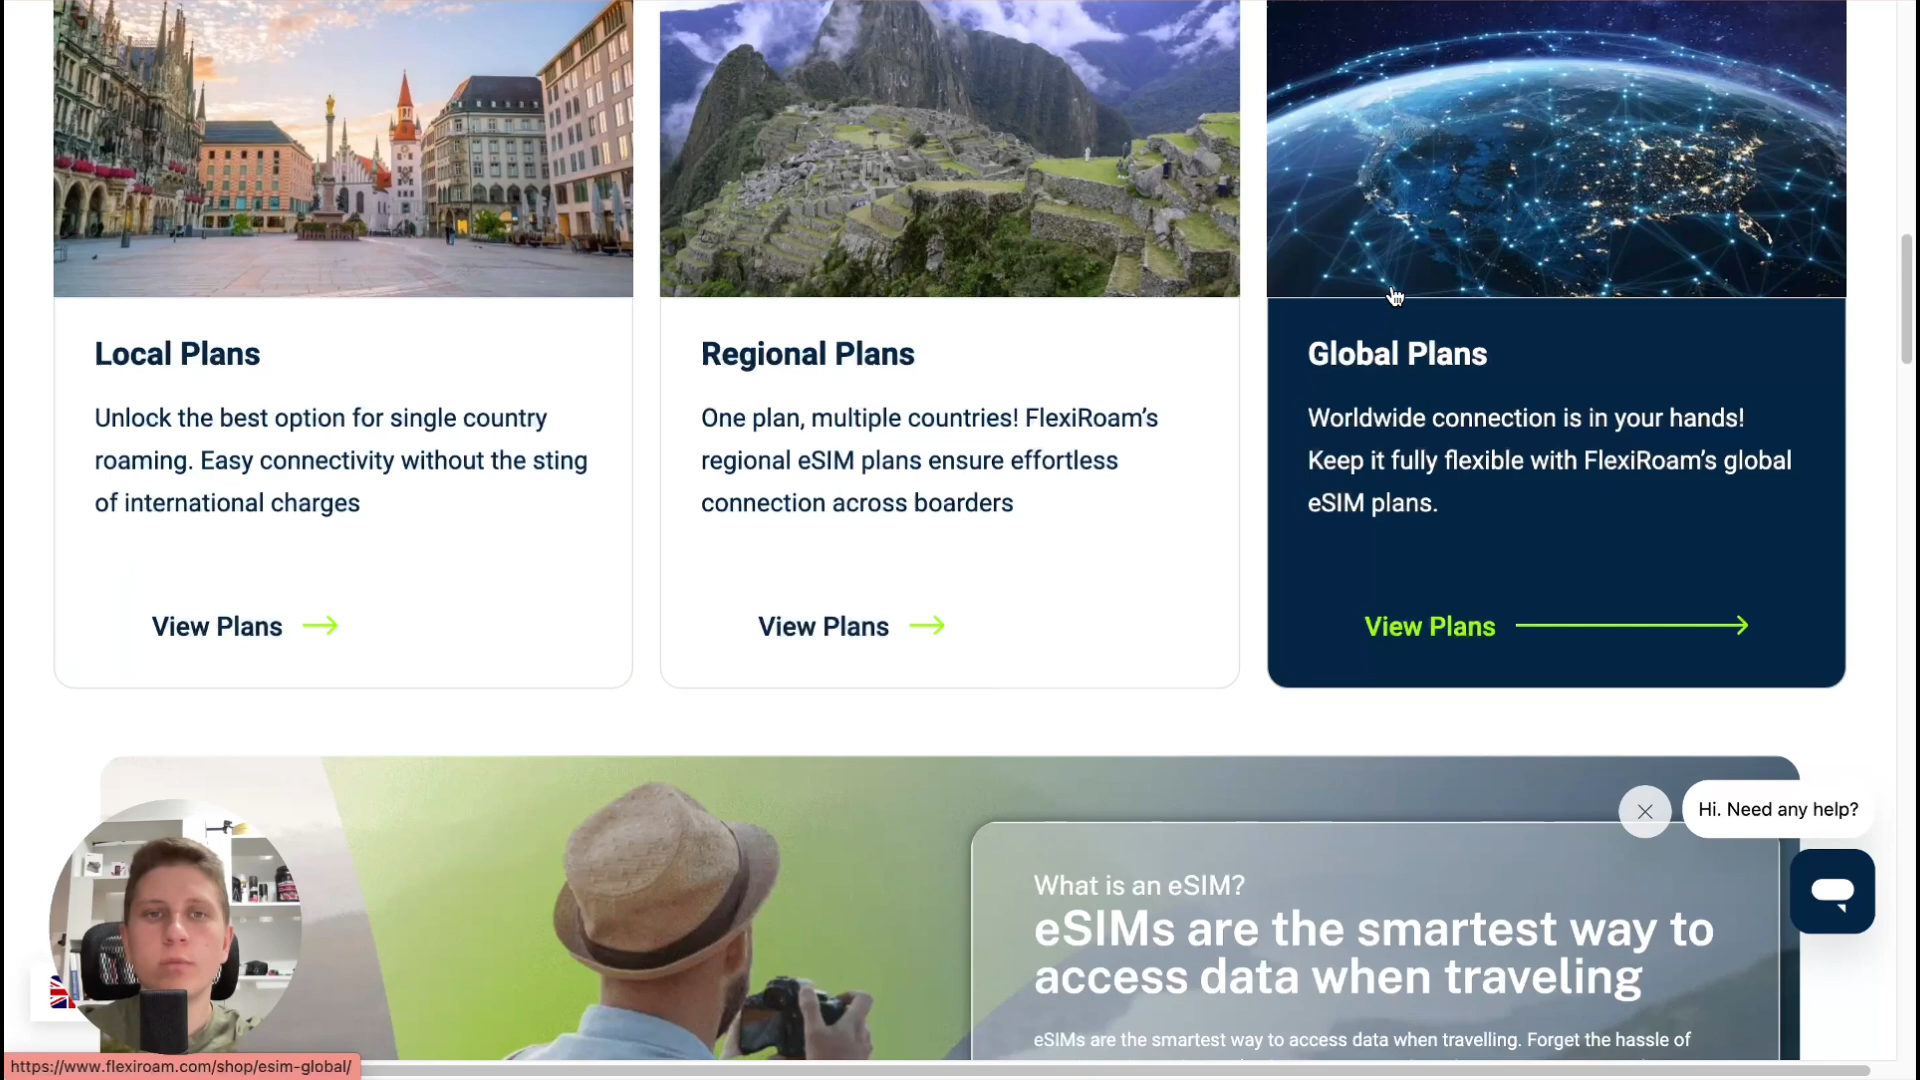 Local Plans
Unlock the best option for single country
roaming. Easy connectivity without the sting
of international charges
View Plans
Regional Plans
One plan, multiple countries! FlexiRoam’s
regional eSIM plans ensure effortless
connection across boarders
View Plans
Global Plans
Worldwide connection is in your hands!
Keep it fully flexible with FlexiRoam’s global
eSIM plans.
View Plans
Hi. Need any help?
What is an eSIM?
eSIMs are the smartest way to
access data when traveling
eSIMs are the smartest way to access data when travelling. Forget the hassle of
https://www.flexiroam.com/shop/esim-global/